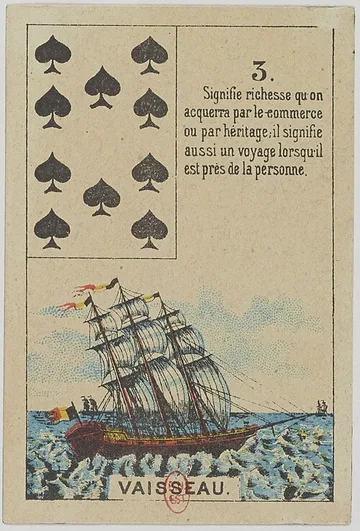 3.
Signifie richesse qu'on
acquerra par le commerce
ou par héritage; il signifie
aussi un voyage lorsqu'il
est près de la personne.
VAISSEAU.